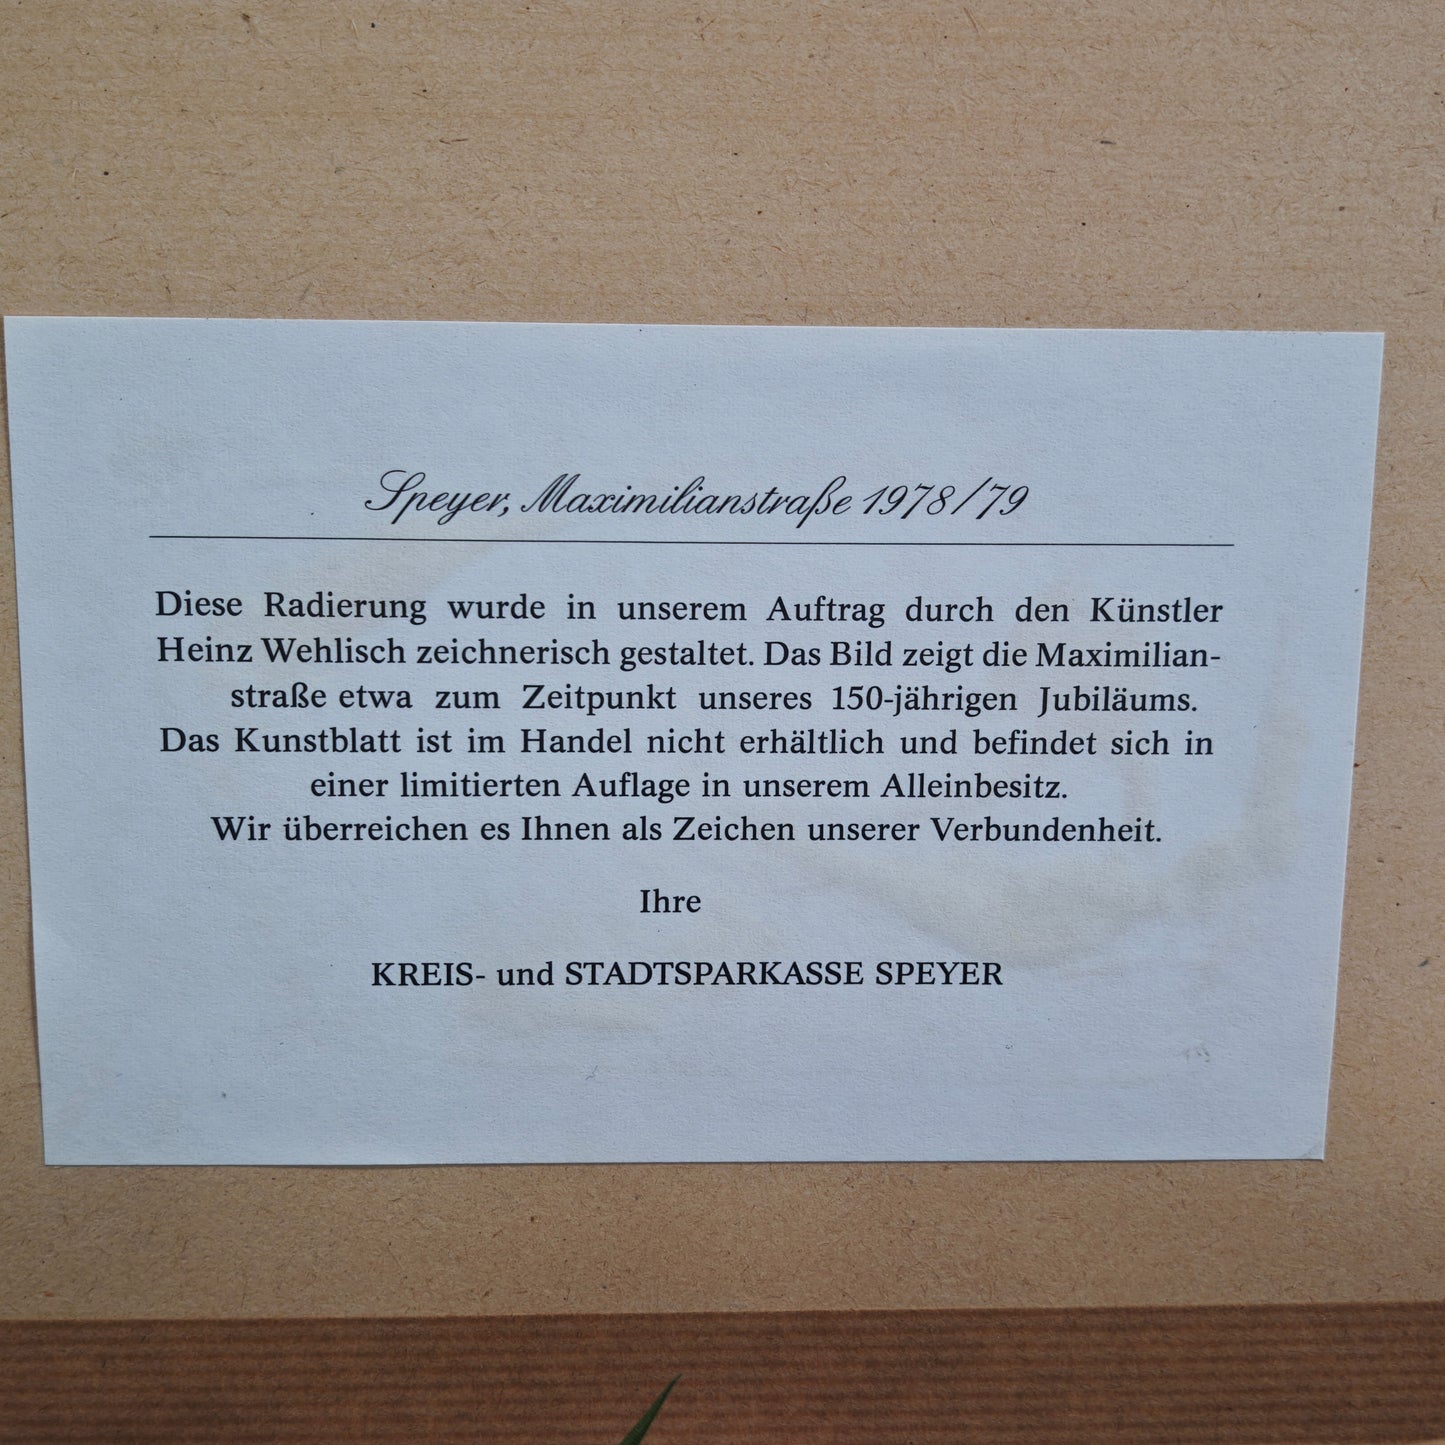 Speyer, Maximilianstraße 1978/79
Diese Radierung wurde in unserem Auftrag durch den Künstler
Heinz Wehlisch zeichnerisch gestaltet. Das Bild zeigt die Maximilian-
straße etwa zum Zeitpunkt unseres 150-jährigen Jubiläums.
Das Kunstblatt ist im Handel nicht erhältlich und befindet sich in
einer limitierten Auflage in unserem Alleinbesitz.
Wir überreichen es Ihnen als Zeichen unserer Verbundenheit.
Ihre
KREIS- und STADTSPARKASSE SPEYER